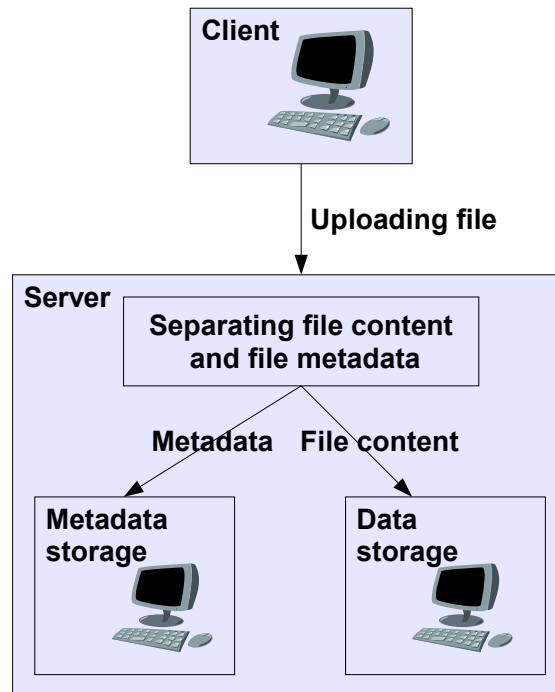 Client
Uploading file
Server
Separating file content
and file metadata
Metadata
File content
Metadata
storage
Data
storage